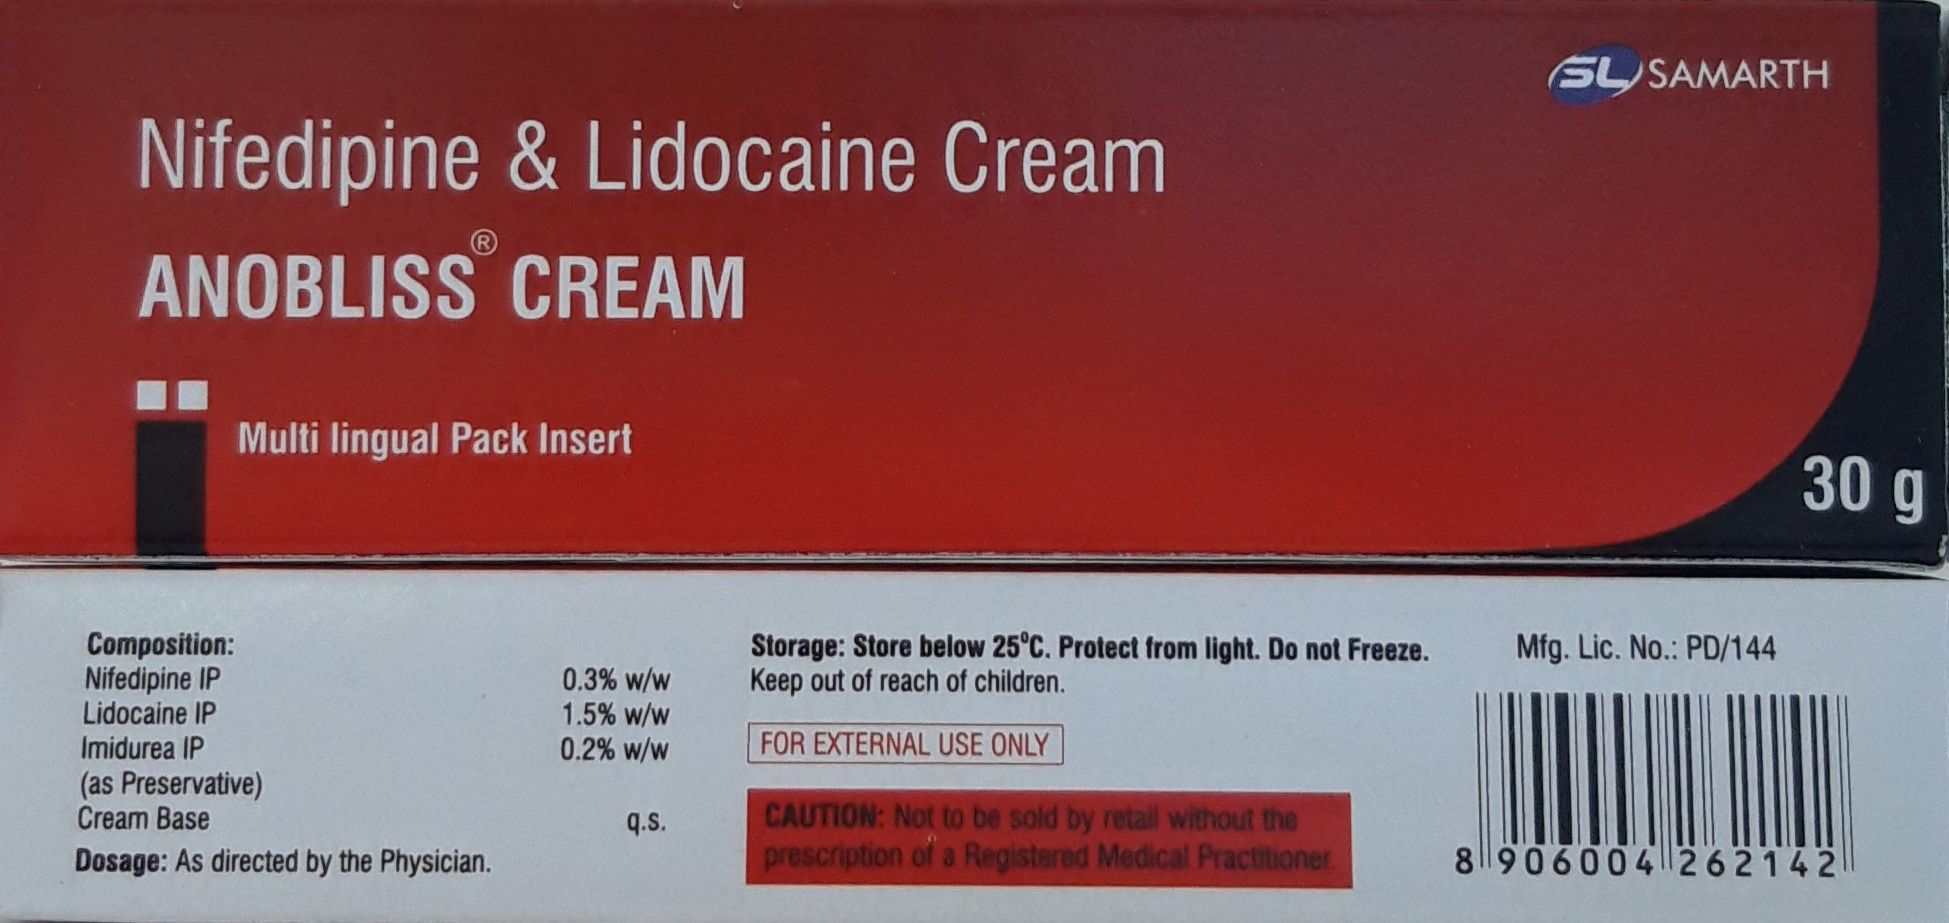 SL SAMARTH
Nifedipine & Lidocaine Cream
ANOBLISS® CREAM
Multi lingual Pack Insert
30 g
Composition:
Nifedipine IP 0.3% w/w
Lidocaine IP 1.5% w/w
Imidurea IP 0.2% w/w
(as Preservative)
Cream Base q.s.
Dosage: As directed by the Physician.
Storage: Store below 25⁰C. Protect from light. Do not Freeze.
Keep out of reach of children.
FOR EXTERNAL USE ONLY
CAUTION: Not to be sold by retail without the
prescription of a Registered Medical Practitioner.
Mfg. Lic. No.: PD/144
8 906004 262142